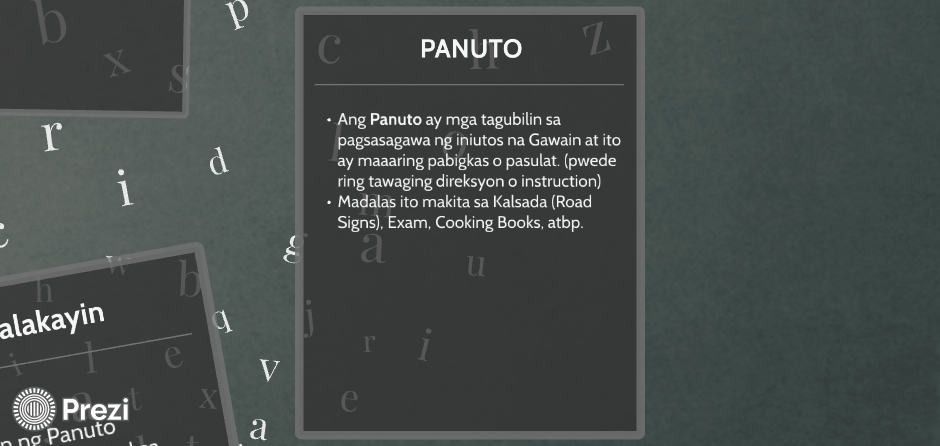 PANUTO
• Ang Panuto ay mga tagubilin sa
pagsasagawa ng iniutos na Gawain at ito
ay maaaring pabigkas o pasulat. (pwede
ring tawaging direksyon o instruction)
• Madalas ito makita sa Kalsada (Road
Signs), Exam, Cooking Books, atbp.
alakayin
Prezi
n ng Panuto